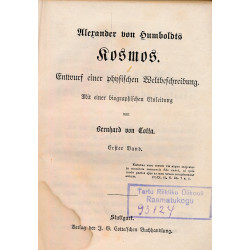 Alexander von Humboldts
Kosmos.
Entwurf einer physischen Weltbeschreibung.
Mit einer biographischen Einleitung
von
Bernhard von Cotta.
Erster Band.
Tartu Riikliku Ülikooli
Raamatukogu
93124
Stuttgart.
Verlag der J. G. Cotta'schen Buchhandlung.